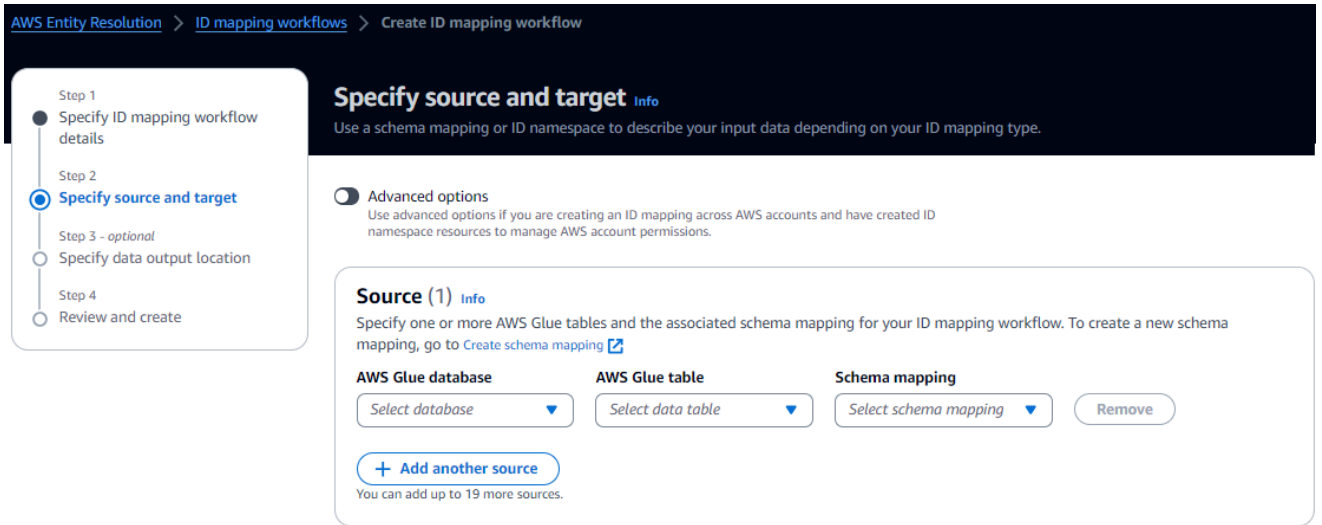 AWS Entity Resolution > ID mapping workflows > Create ID mapping workflow
Step 1
Specify ID mapping workflow
details
Step 2
Specify source and target
Step 3 - optional
Specify data output location
Step 4
Review and create
Specify source and target Info
Use a schema mapping or ID namespace to describe your input data depending on your ID mapping type.
Advanced options
Use advanced options if you are creating an ID mapping across AWS accounts and have created ID
namespace resources to manage AWS account permissions.
Source (1) Info
Specify one or more AWS Glue tables and the associated schema mapping for your ID mapping workflow. To create a new schema
mapping, go to Create schema mapping
AWS Glue database AWS Glue table Schema mapping
Select database Select data table Select schema mapping Remove
+ Add another source
You can add up to 19 more sources.